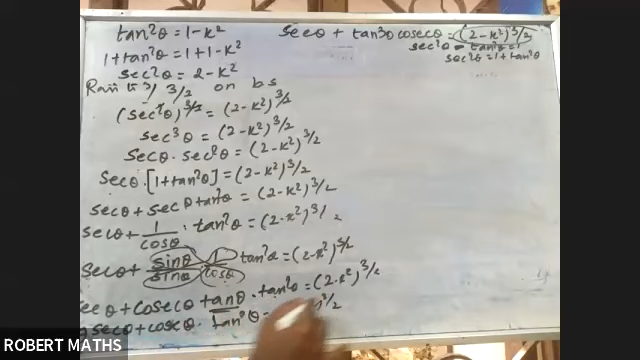 tan²θ = 1-k²
1+tan²θ = 1+1-k²
sec²θ = 2-k²
secθ + tan³θ cosecθ = (2-k²)^3/2
sec²θ - tan²θ = 1
sec²θ = 1+tan²θ
3/2 on bs
(sec²θ)^3/2 = (2-k²)^3/2
sec³θ = (2-k²)^3/2
secθ. sec²θ = (2-k²)^3/2
secθ.[1+tan²θ] = (2-k²)^3/2
secθ + secθ tan²θ = (2-k²)^3/2
secθ + 1/cosθ . tan²θ = (2-k²)^3/2
secθ + sinθ/sinθ 1/cosθ tan²θ = (2-k²)^3/2
secθ + cosecθ tanθ . tan²θ = (2-k²)^3/2
secθ + cosecθ.
ROBERT MATHS